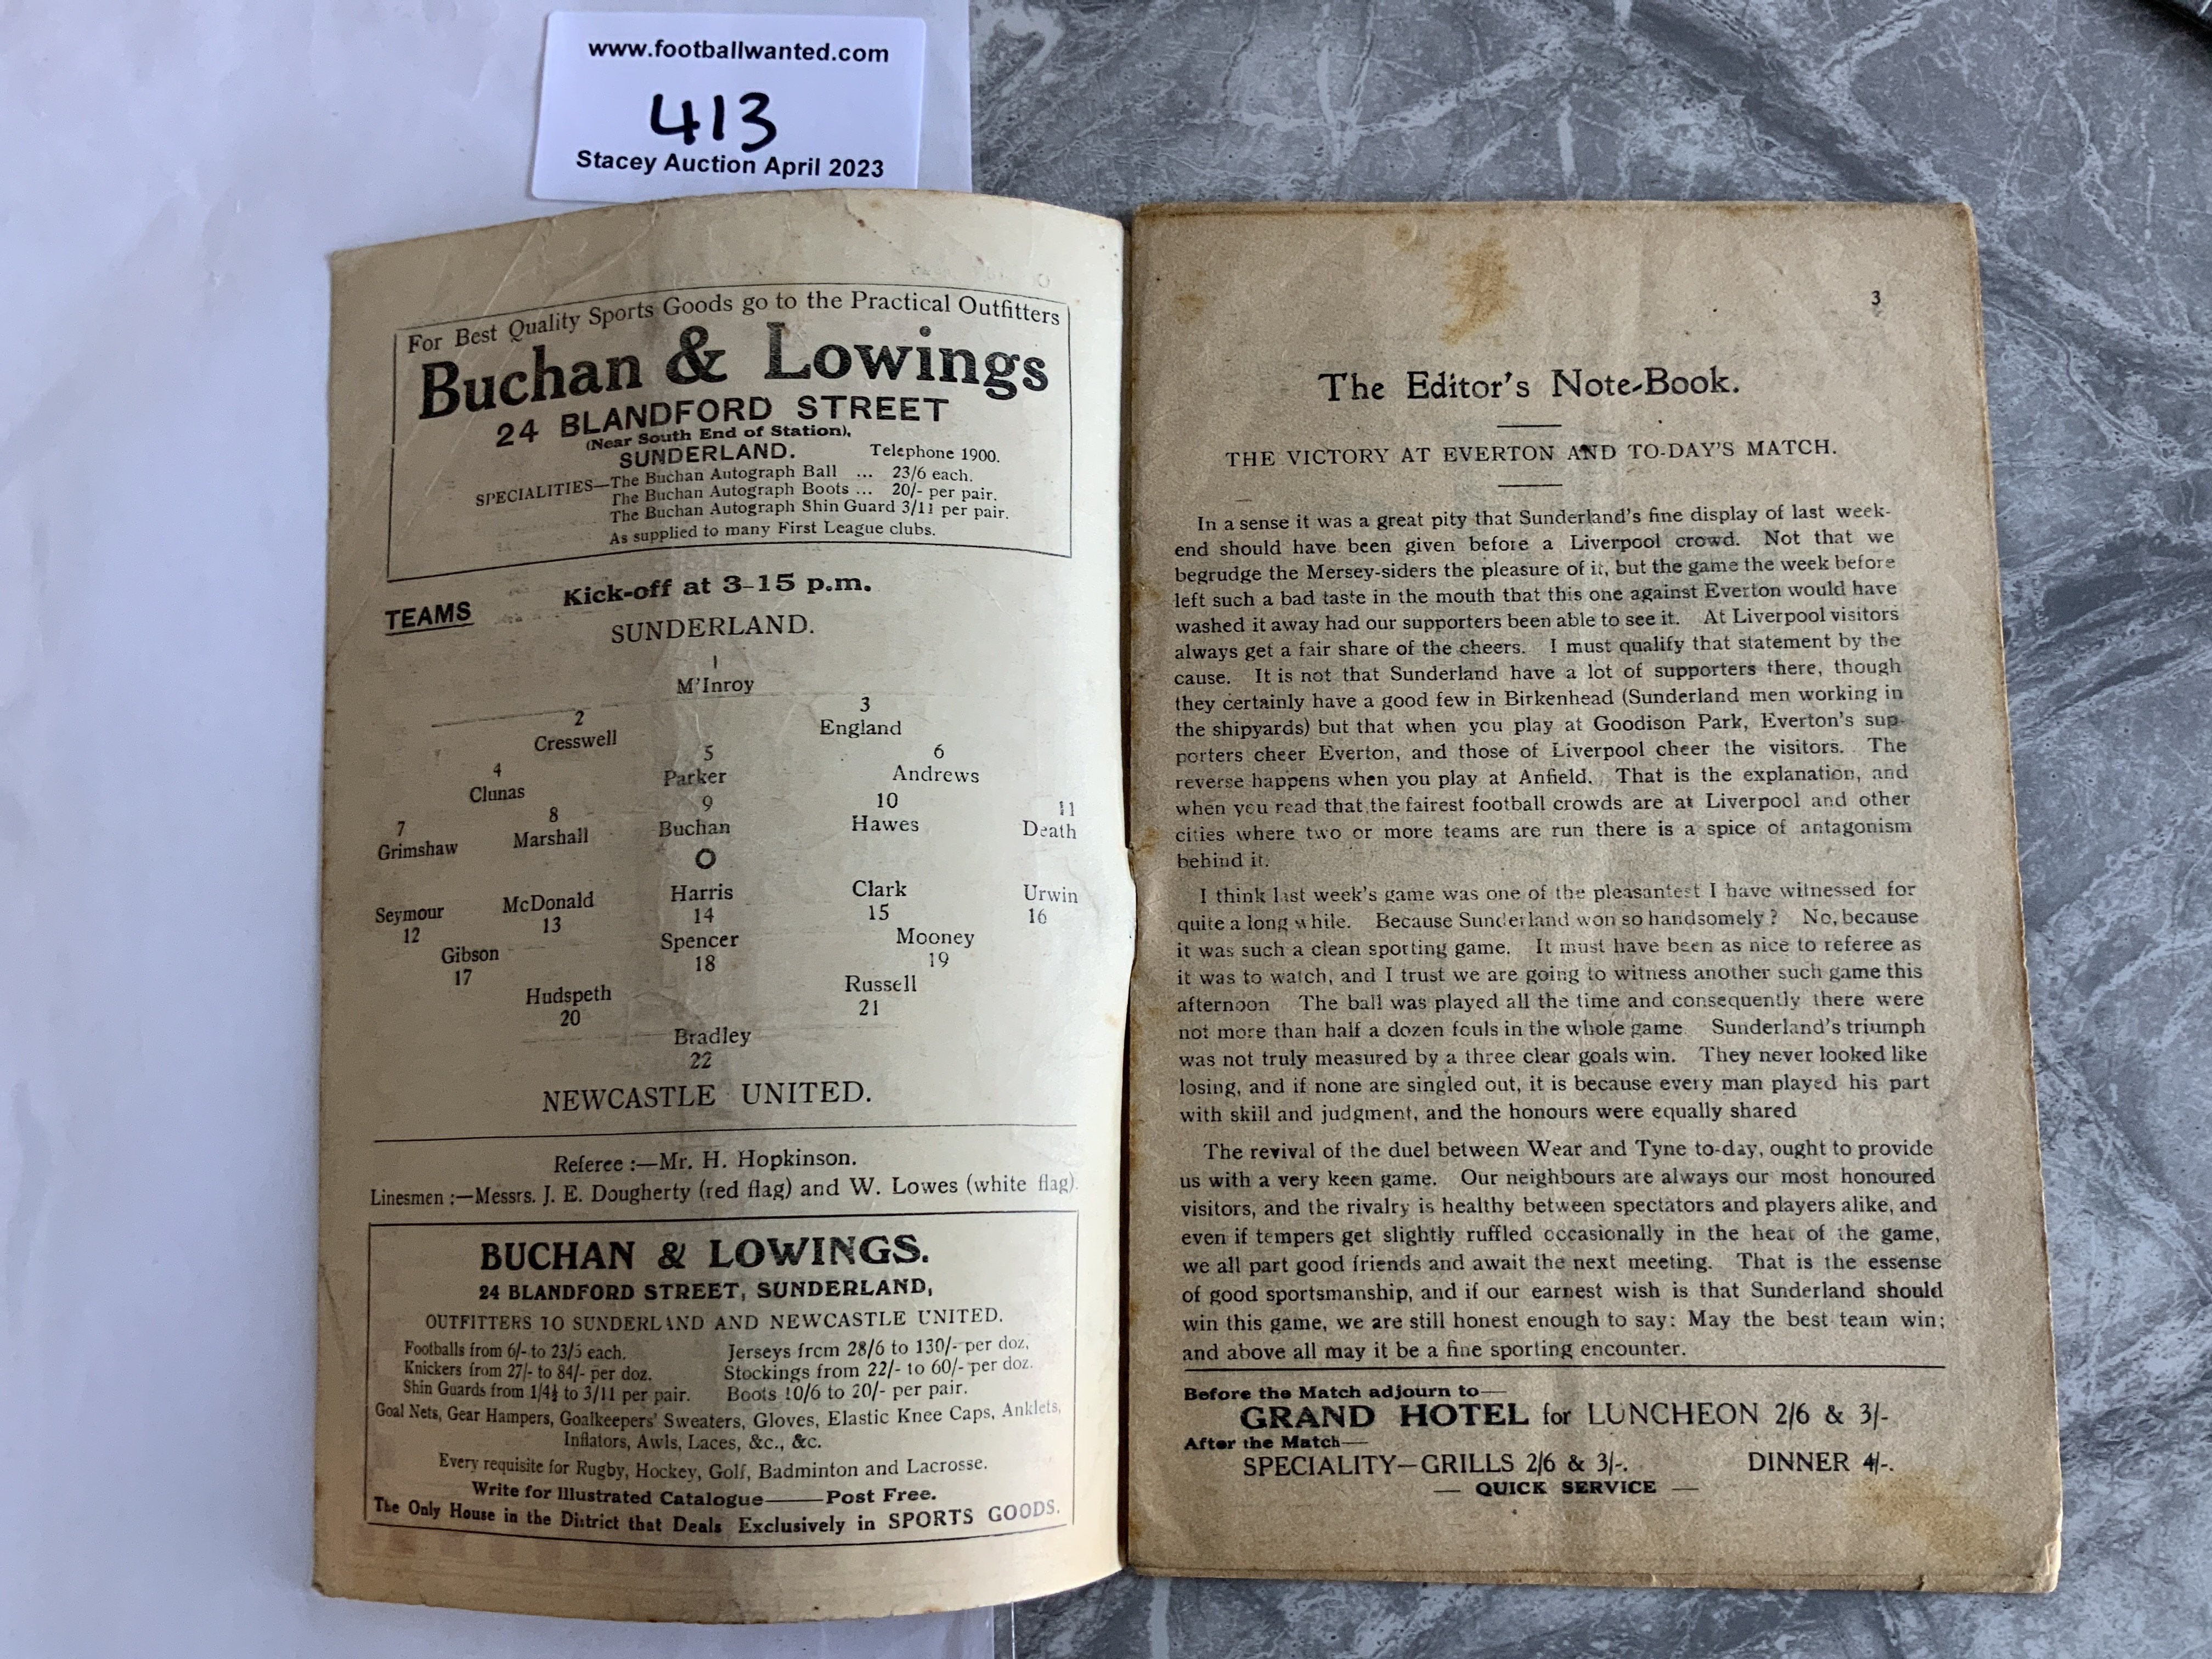 www.footballwanted.com
413
Stacey Auction April 2023
For Best Quality Sports Goods go to the Practical Outfitters
Buchan & Lowings
24 BLANDFORD STREET
(Near South End of Station),
SUNDERLAND. Telephone 1900.
SPECIALITIES—The Buchan Autograph Ball ... 23/6 each.
The Buchan Autograph Boots ... 20/- per pair.
The Buchan Autograph Shin Guard 3/11 per pair.
As supplied to many First League clubs.
Kick-off at 3-15 p.m.
TEAMS
SUNDERLAND.
1
M'Inroy
2 3
Cresswell England
4 5 6
Clunas Parker Andrews
7 8 9 10 11
Grimshaw Marshall Buchan Hawes Death
O
Seymour McDonald Harris Clark Urwin
12 13 14 15 16
Gibson Spencer Mooney
17 18 19
Hudspeth Russell
20 21
Bradley
22
NEWCASTLE UNITED.
Referee :—Mr. H. Hopkinson.
Linesmen :—Messrs. J. E. Dougherty (red flag) and W. Lowes (white flag).
BUCHAN & LOWINGS.
24 BLANDFORD STREET, SUNDERLAND,
OUTFITTERS TO SUNDERLAND AND NEWCASTLE UNITED.
Footballs from 6/- to each. Jerseys from 28/6 to 130/- per doz.
Knickers from 27/- to 84/- per doz. Stockings from 22/- to 60/- per doz.
Shin Guards from 1/4½ to 3/11 per pair. Boots 10/6 to 20/- per pair.
Goal Nets, Gear Hampers, Goalkeepers' Sweaters, Gloves, Elastic Knee Caps, Anklets,
Inflators, Awls, Laces, &c., &c.
Every requisite for Rugby, Hockey, Golf, Badminton and Lacrosse.
Write for Illustrated Catalogue——Post Free.
The Only House in the District that Deals Exclusively in SPORTS GOODS.
3
The Editor's Note-Book.
THE VICTORY AT EVERTON AND TO-DAY'S MATCH.
In a sense it was a great pity that Sunderland's fine display of last week-
end should have been given before a Liverpool crowd. Not that we
begrudge the Mersey-siders the pleasure of it, but the game the week before
left such a bad taste in the mouth that this one against Everton would have
washed it away had our supporters been able to see it. At Liverpool visitors
always get a fair share of the cheers. I must qualify that statement by the
cause. It is not that Sunderland have a lot of supporters there, though
they certainly have a good few in Birkenhead (Sunderland men working in
the shipyards) but that when you play at Goodison Park, Everton's sup-
porters cheer Everton, and those of Liverpool cheer the visitors. The
reverse happens when you play at Anfield. That is the explanation, and
when you read that the fairest football crowds are at Liverpool and other
cities where two or more teams are run there is a spice of antagonism
behind it.
I think last week's game was one of the pleasantest I have witnessed for
quite a long while. Because Sunderland won so handsomely? No, because
it was such a clean sporting game. It must have been as nice to referee as
it was to watch, and I trust we are going to witness another such game this
afternoon The ball was played all the time and consequently there were
not more than half a dozen fouls in the whole game. Sunderland's triumph
was not truly measured by a three clear goals win. They never looked like
losing, and if none are singled out, it is because every man played his part
with skill and judgment, and the honours were equally shared
The revival of the duel between Wear and Tyne to-day, ought to provide
us with a very keen game. Our neighbours are always our most honoured
visitors, and the rivalry is healthy between spectators and players alike, and
even if tempers get slightly ruffled occasionally in the heat of the game,
we all part good friends and await the next meeting. That is the essense
of good sportsmanship, and if our earnest wish is that Sunderland should
win this game, we are still honest enough to say: May the best team win;
and above all may it be a fine sporting encounter.
Before the Match adjourn to—
GRAND HOTEL for LUNCHEON 2/6 & 3/-
After the Match—
SPECIALITY—GRILLS 2/6 & 3/-. DINNER 4/-.
— QUICK SERVICE —